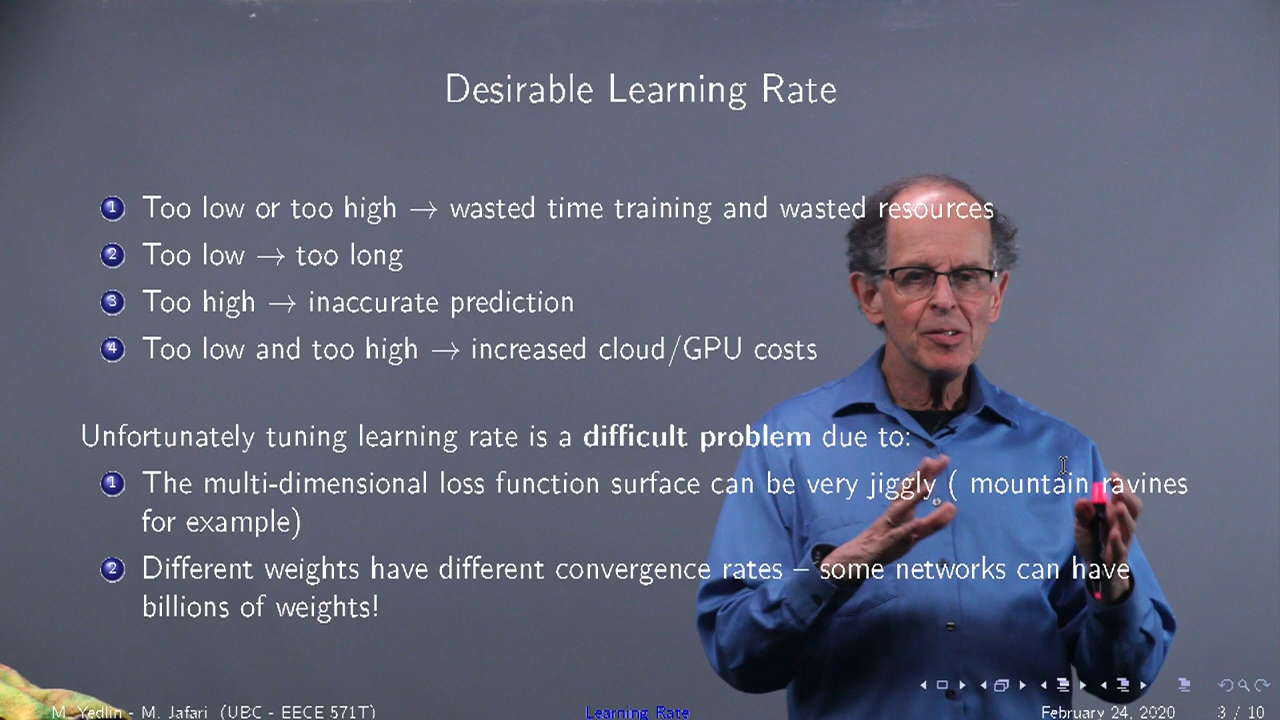 Desirable Learning Rate
1 Too low or too high → wasted time training and wasted resources
2 Too low → too long
3 Too high → inaccurate prediction
4 Too low and too high → increased cloud/GPU costs
Unfortunately tuning learning rate is a difficult problem due to:
1 The multi-dimensional loss function surface can be very jiggly ( mountain ravines
for example)
2 Different weights have different convergence rates – some networks can have
billions of weights!
M. Yedlin - M. Jafari (UBC - EECE 571T) Learning Rate February 24, 2020 3 / 10